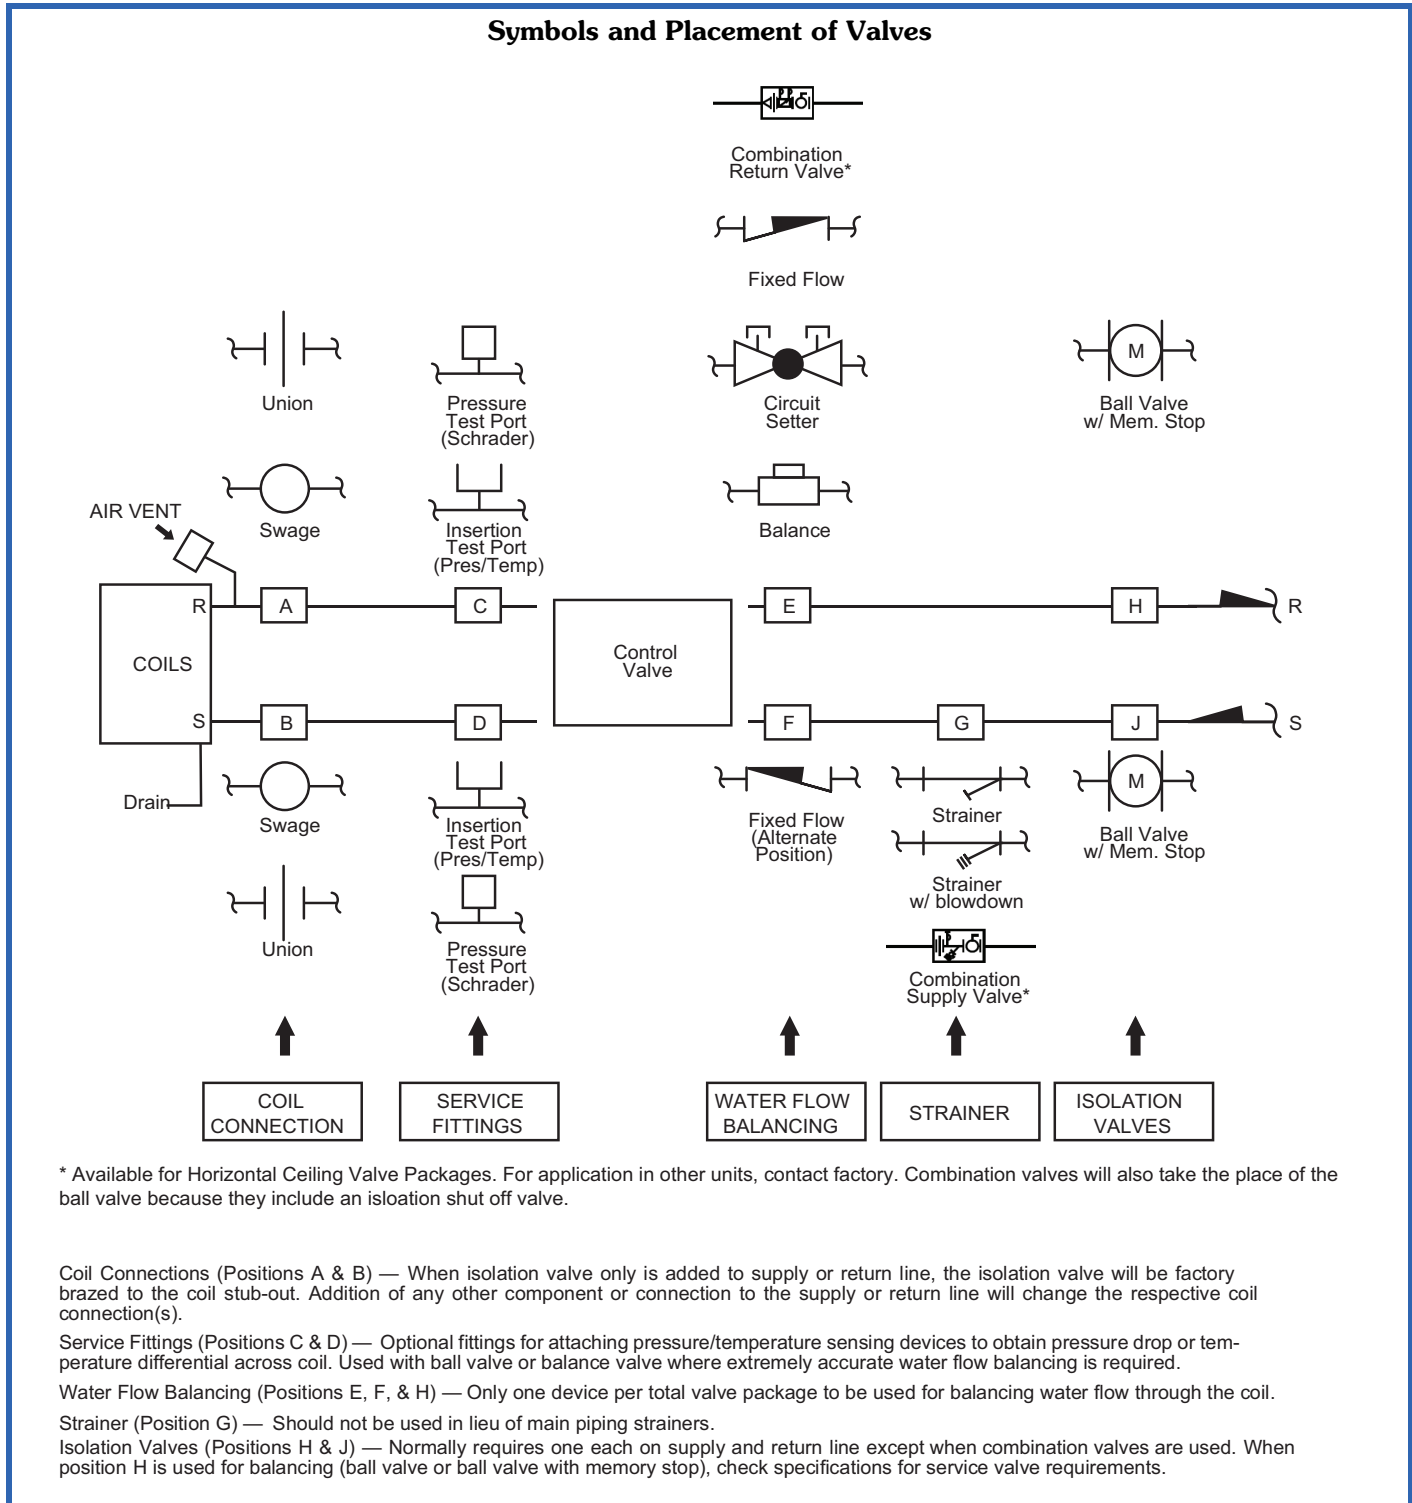 Symbols and Placement of Valves
Combination
Return Valve*
Fixed Flow
Union
Pressure
Test Port
(Schrader)
Circuit
Setter
M
Ball Valve
w/ Mem. Stop
AIR VENT
Swage
Insertion
Test Port
(Pres/Temp)
Balance
R
A
C
E
H
R
COILS
Control
Valve
S
B
D
F
G
J
S
Drain
Swage
Insertion
Test Port
(Pres/Temp)
Fixed Flow
(Alternate
Position)
Strainer
M
Ball Valve
w/ Mem. Stop
Strainer
w/ blowdown
Union
Pressure
Test Port
(Schrader)
Combination
Supply Valve*
COIL
CONNECTION
SERVICE
FITTINGS
WATER FLOW
BALANCING
STRAINER
ISOLATION
VALVES
* Available for Horizontal Ceiling Valve Packages. For application in other units, contact factory. Combination valves will also take the place of the
ball valve because they include an isloation shut off valve.
Coil Connections (Positions A & B) — When isolation valve only is added to supply or return line, the isolation valve will be factory
brazed to the coil stub-out. Addition of any other component or connection to the supply or return line will change the respective coil
connection(s).
Service Fittings (Positions C & D) — Optional fittings for attaching pressure/temperature sensing devices to obtain pressure drop or tem-
perature differential across coil. Used with ball valve or balance valve where extremely accurate water flow balancing is required.
Water Flow Balancing (Positions E, F, & H) — Only one device per total valve package to be used for balancing water flow through the coil.
Strainer (Position G) — Should not be used in lieu of main piping strainers.
Isolation Valves (Positions H & J) — Normally requires one each on supply and return line except when combination valves are used. When
position H is used for balancing (ball valve or ball valve with memory stop), check specifications for service valve requirements.